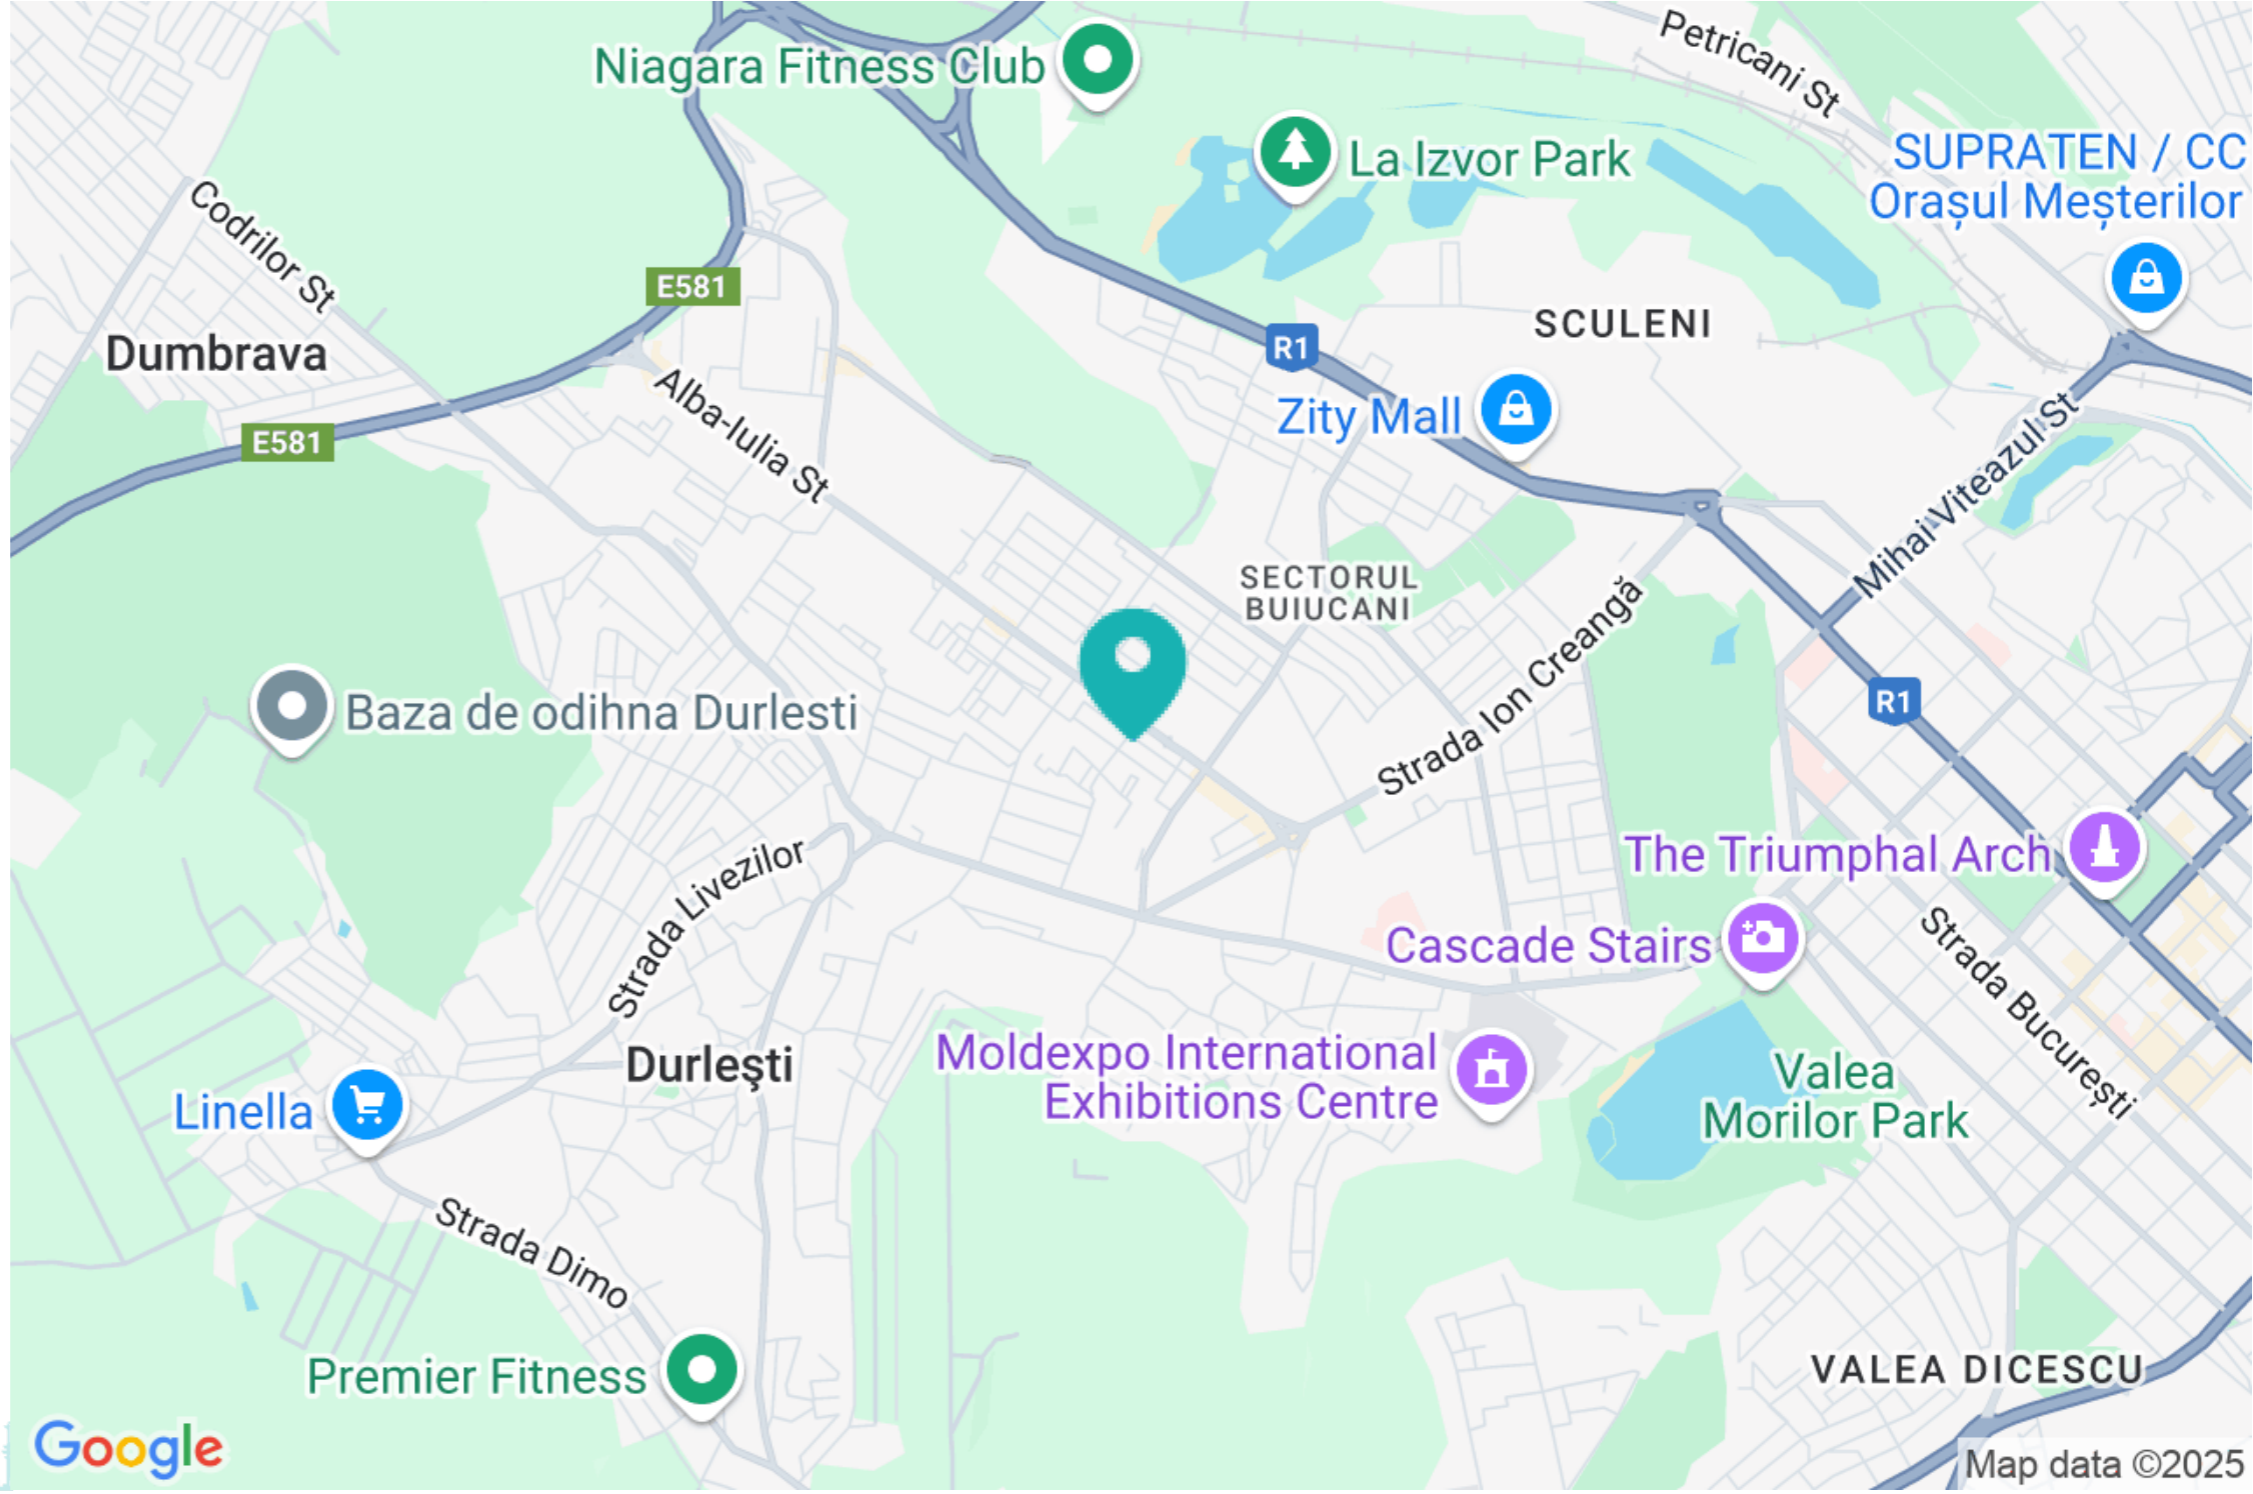 Niagara Fitness Club
Petricani St
La Izvor Park
SUPRATEN / CC
Orașul Meșterilor
Codrilor St
E581
SCULENI
R1
Dumbrava
Alba-Iulia St
Zity Mall
E581
Mihai Viteazul St
SECTORUL
BUIUCANI
Strada Ion Creangă
Baza de odihna Durlesti
R1
Strada Livezilor
The Triumphal Arch
Cascade Stairs
Strada București
Durleşti
Moldexpo International
Exhibitions Centre
Valea
Morilor Park
Linella
Strada Dimo
Premier Fitness
VALEA DICESCU
Google
Map data ©2025